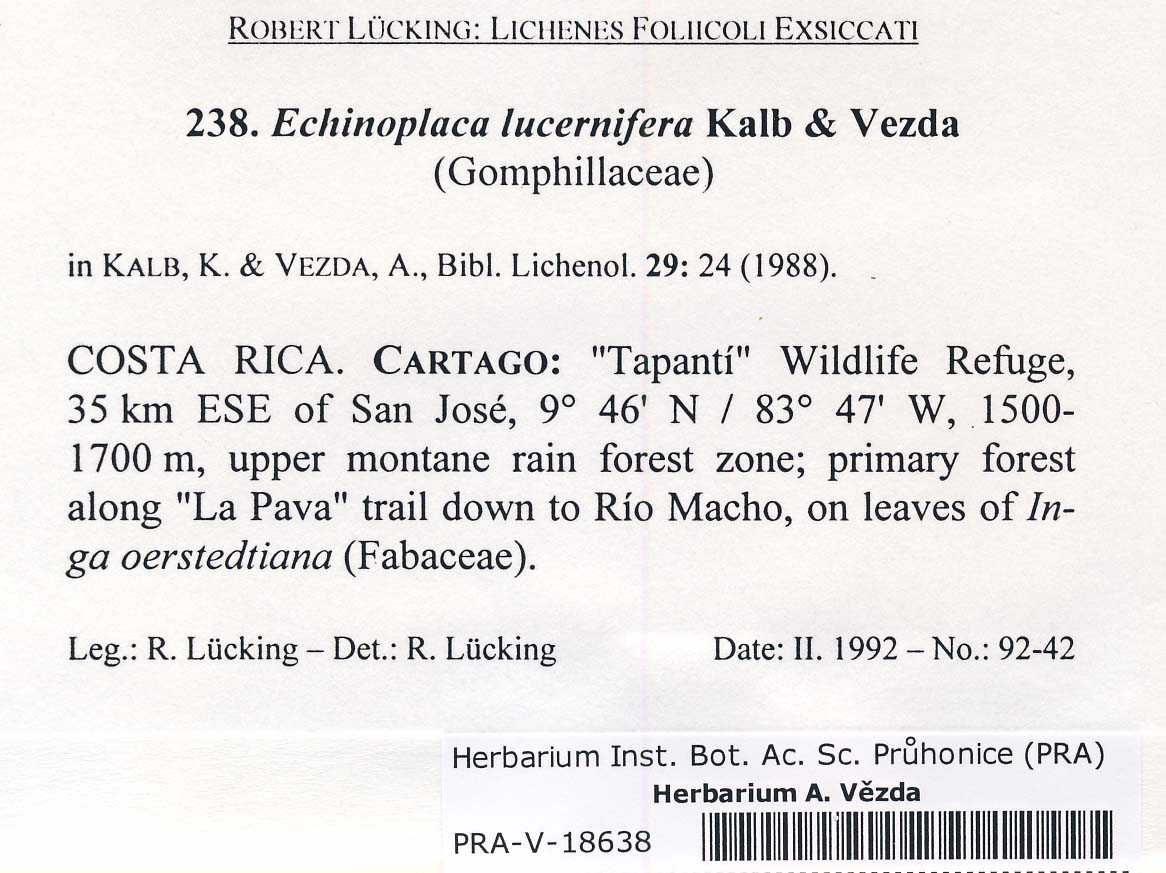 ROBERT LÜCKING: LICHENES FOLIICOLI EXSICCATI
238. Echinoplaca lucernifera Kalb & Vezda
(Gomphillaceae)
in KALB, K. & VEZDA, A., Bibl. Lichenol. 29: 24 (1988).
COSTA RICA. CARTAGO: "Tapantí" Wildlife Refuge,
35 km ESE of San José, 9° 46' N / 83° 47' W, 1500-
1700 m, upper montane rain forest zone; primary forest
along "La Pava" trail down to Río Macho, on leaves of In-
ga oerstedtiana (Fabaceae).
Leg.: R. Lücking – Det.: R. Lücking Date: II. 1992 – No.: 92-42
Herbarium Inst. Bot. Ac. Sc. Průhonice (PRA)
Herbarium A. Vězda
PRA-V-18638